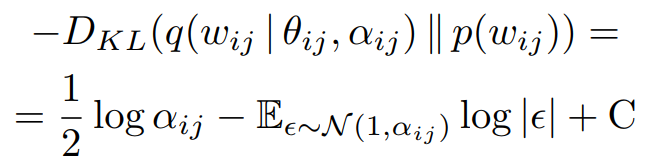 −D_{KL}(q(w_{ij} | θ_{ij}, α_{ij}) ∥ p(w_{ij})) =
= \frac{1}{2} log α_{ij} − 𝔼_{ϵ∼𝒩(1,α_{ij})} log |ϵ| + C